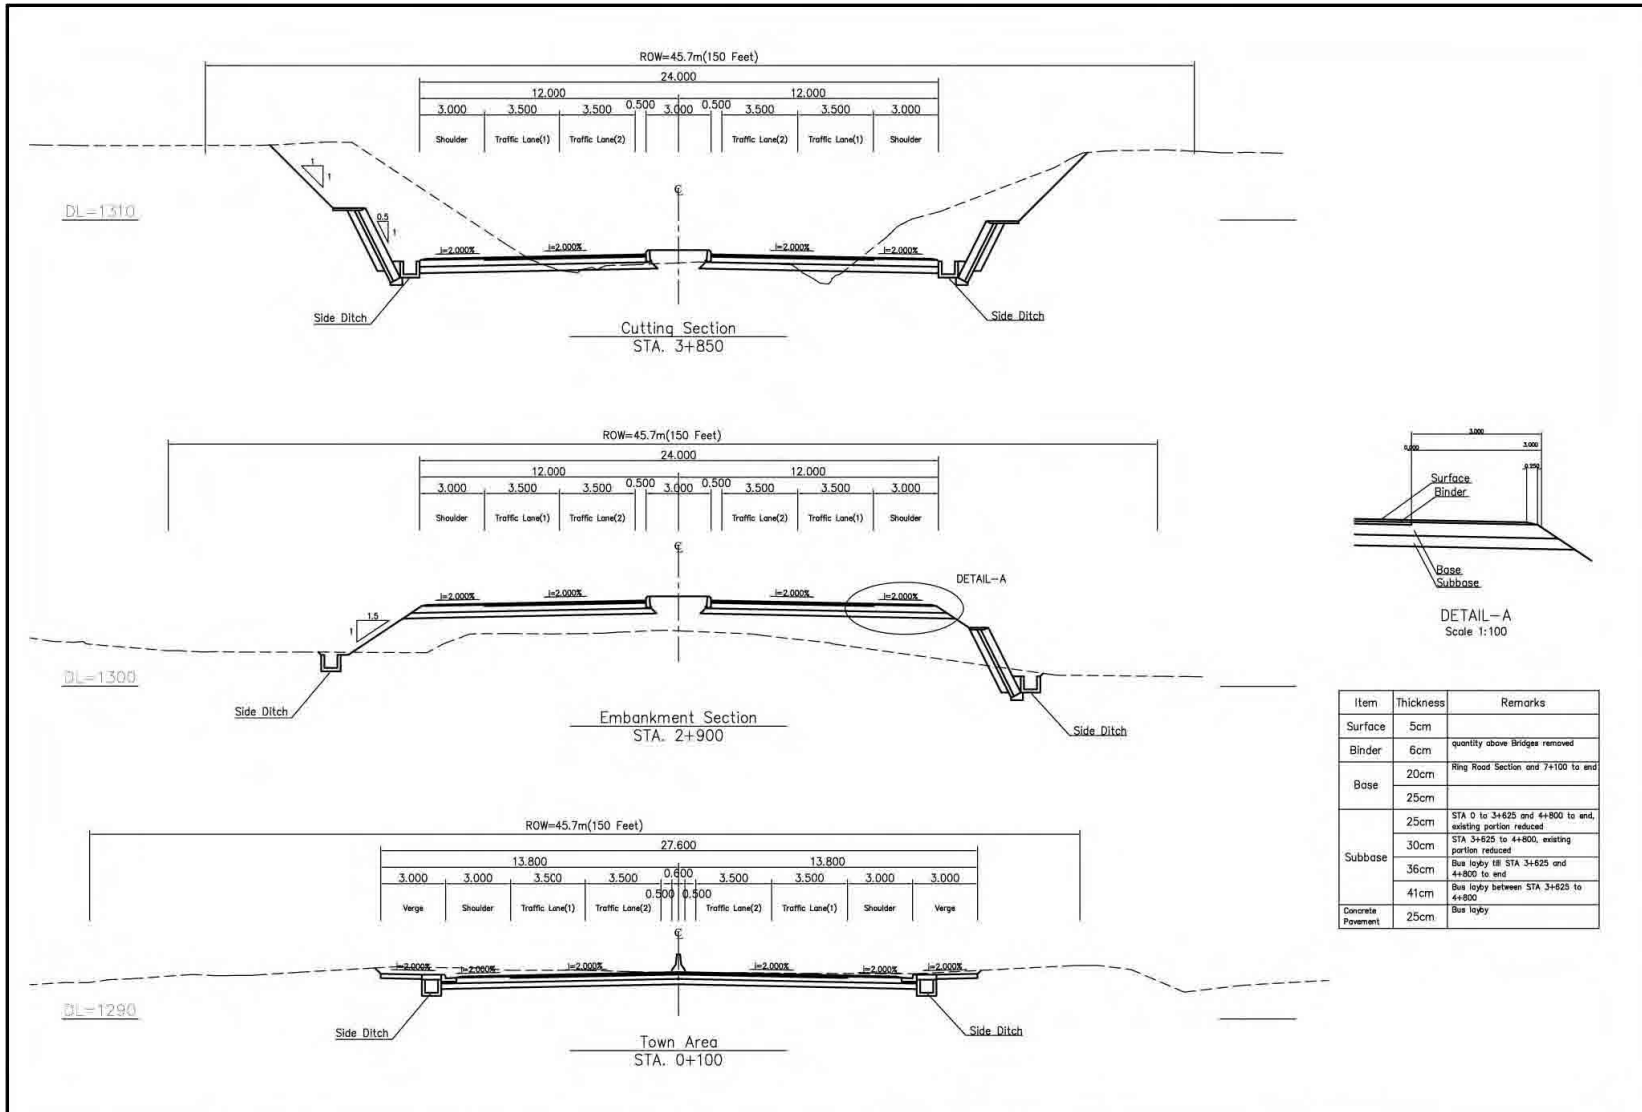 ROW=45.7m(150 Feet)
24.000
12.000 12.000
3.000 3.500 3.500 0.500 3.000 0.500 3.500 3.500 3.000
Shoulder Traffic Lane(1) Traffic Lane(2) Traffic Lane(2) Traffic Lane(1) Shoulder
1
1
DL=1310
0.5
1
℄
i=2.000% i=2.000% i=2.000% i=2.000%
Side Ditch Side Ditch
Cutting Section
STA. 3+850
ROW=45.7m(150 Feet)
24.000
12.000 12.000
3.000 3.500 3.500 0.500 3.000 0.500 3.500 3.500 3.000
Shoulder Traffic Lane(1) Traffic Lane(2) Traffic Lane(2) Traffic Lane(1) Shoulder
℄
DETAIL-A
i=2.000% i=2.000% i=2.000% i=2.000%
1.5
1
DL=1300
Side Ditch Side Ditch
Embankment Section
STA. 2+900
3.000
0.000 3.000
0.250
Surface
Binder
Base
Subbase
DETAIL-A
Scale 1:100
Item Thickness Remarks
Surface 5cm
Binder 6cm quantity above Bridges removed
Base 20cm Ring Road Section and 7+100 to end
25cm
Subbase 25cm STA 0 to 3+625 and 4+800 to end,
existing portion reduced
30cm STA 3+625 to 4+800, existing
portion reduced
36cm Bus layby till STA 3+625 and
4+800 to end
41cm Bus layby between STA 3+625 to
4+800
Concrete
Pavement 25cm Bus layby
ROW=45.7m(150 Feet)
27.600
13.800 13.800
3.000 3.000 3.500 3.500 0.600 3.500 3.500 3.000 3.000
0.500 0.500
Verge Shoulder Traffic Lane(1) Traffic Lane(2) Traffic Lane(2) Traffic Lane(1) Shoulder Verge
℄
i=2.000% i=2.000% i=2.000% i=2.000% i=2.000% i=2.000%
DL=1290
Side Ditch Side Ditch
Town Area
STA. 0+100